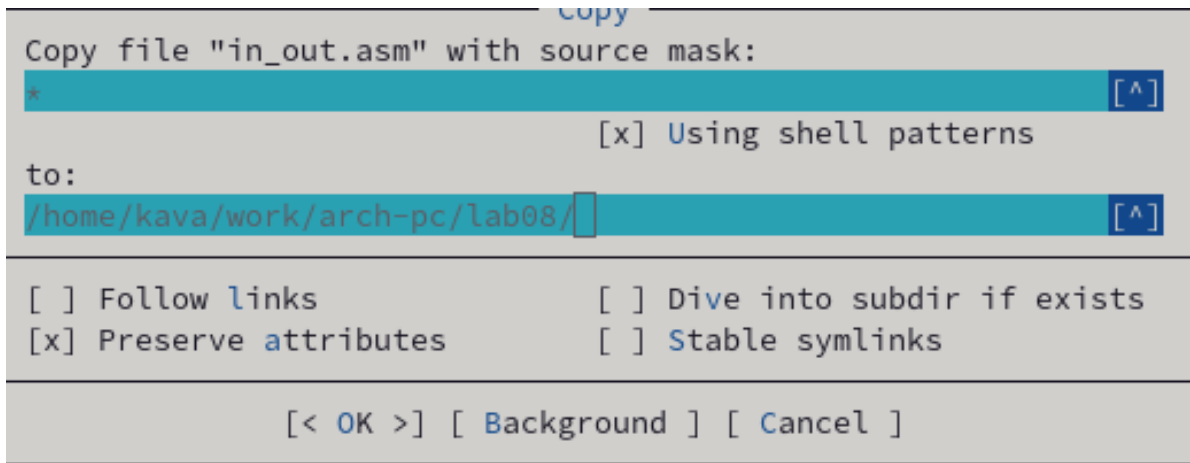 Copy
Copy file "in_out.asm" with source mask:
* [^]
[x] Using shell patterns
to:
/home/kava/work/arch-pc/lab08/ [^]
[ ] Follow links [ ] Dive into subdir if exists
[x] Preserve attributes [ ] Stable symlinks
[< OK >] [ Background ] [ Cancel ]